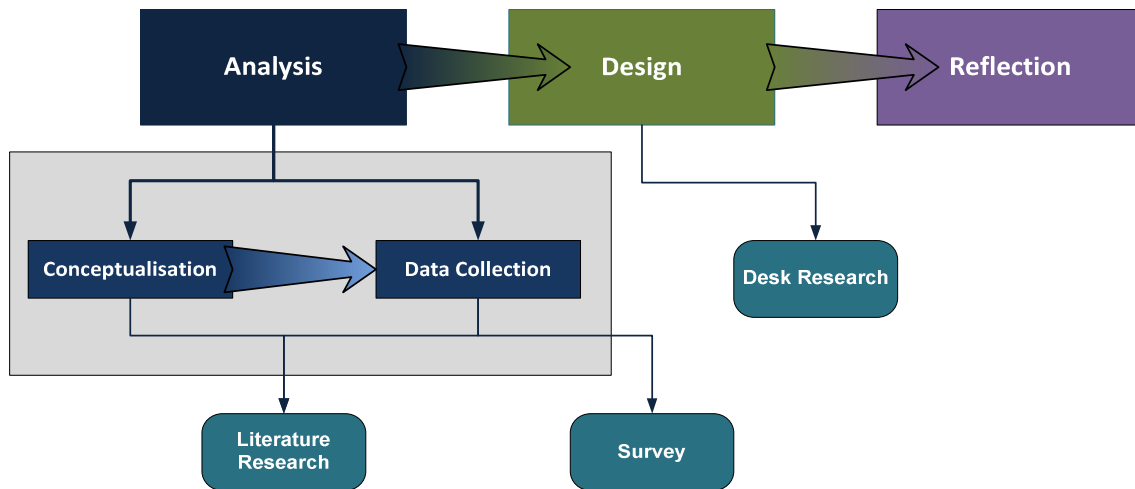 Analysis
Design
Reflection
Conceptualisation
Data Collection
Desk Research
Literature
Research
Survey